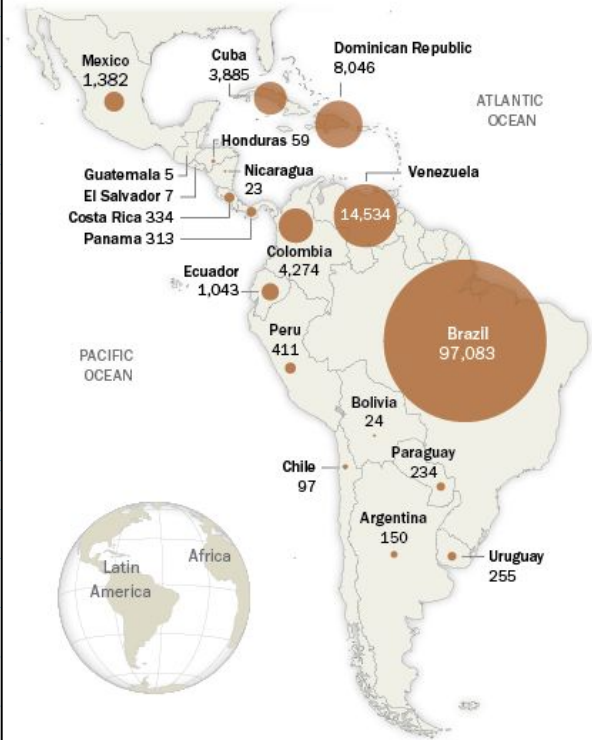 Mexico
1,382
Cuba
3,885
Dominican Republic
8,046
ATLANTIC
OCEAN
Honduras 59
Guatemala 5
Nicaragua
23
El Salvador 7
Costa Rica 334
Panama 313
Venezuela
14,534
Colombia
4,274
Ecuador
1,043
Peru
411
Brazil
97,083
PACIFIC
OCEAN
Bolivia
24
Paraguay
234
Chile
97
Argentina
150
Uruguay
255
Latin
America
Africa